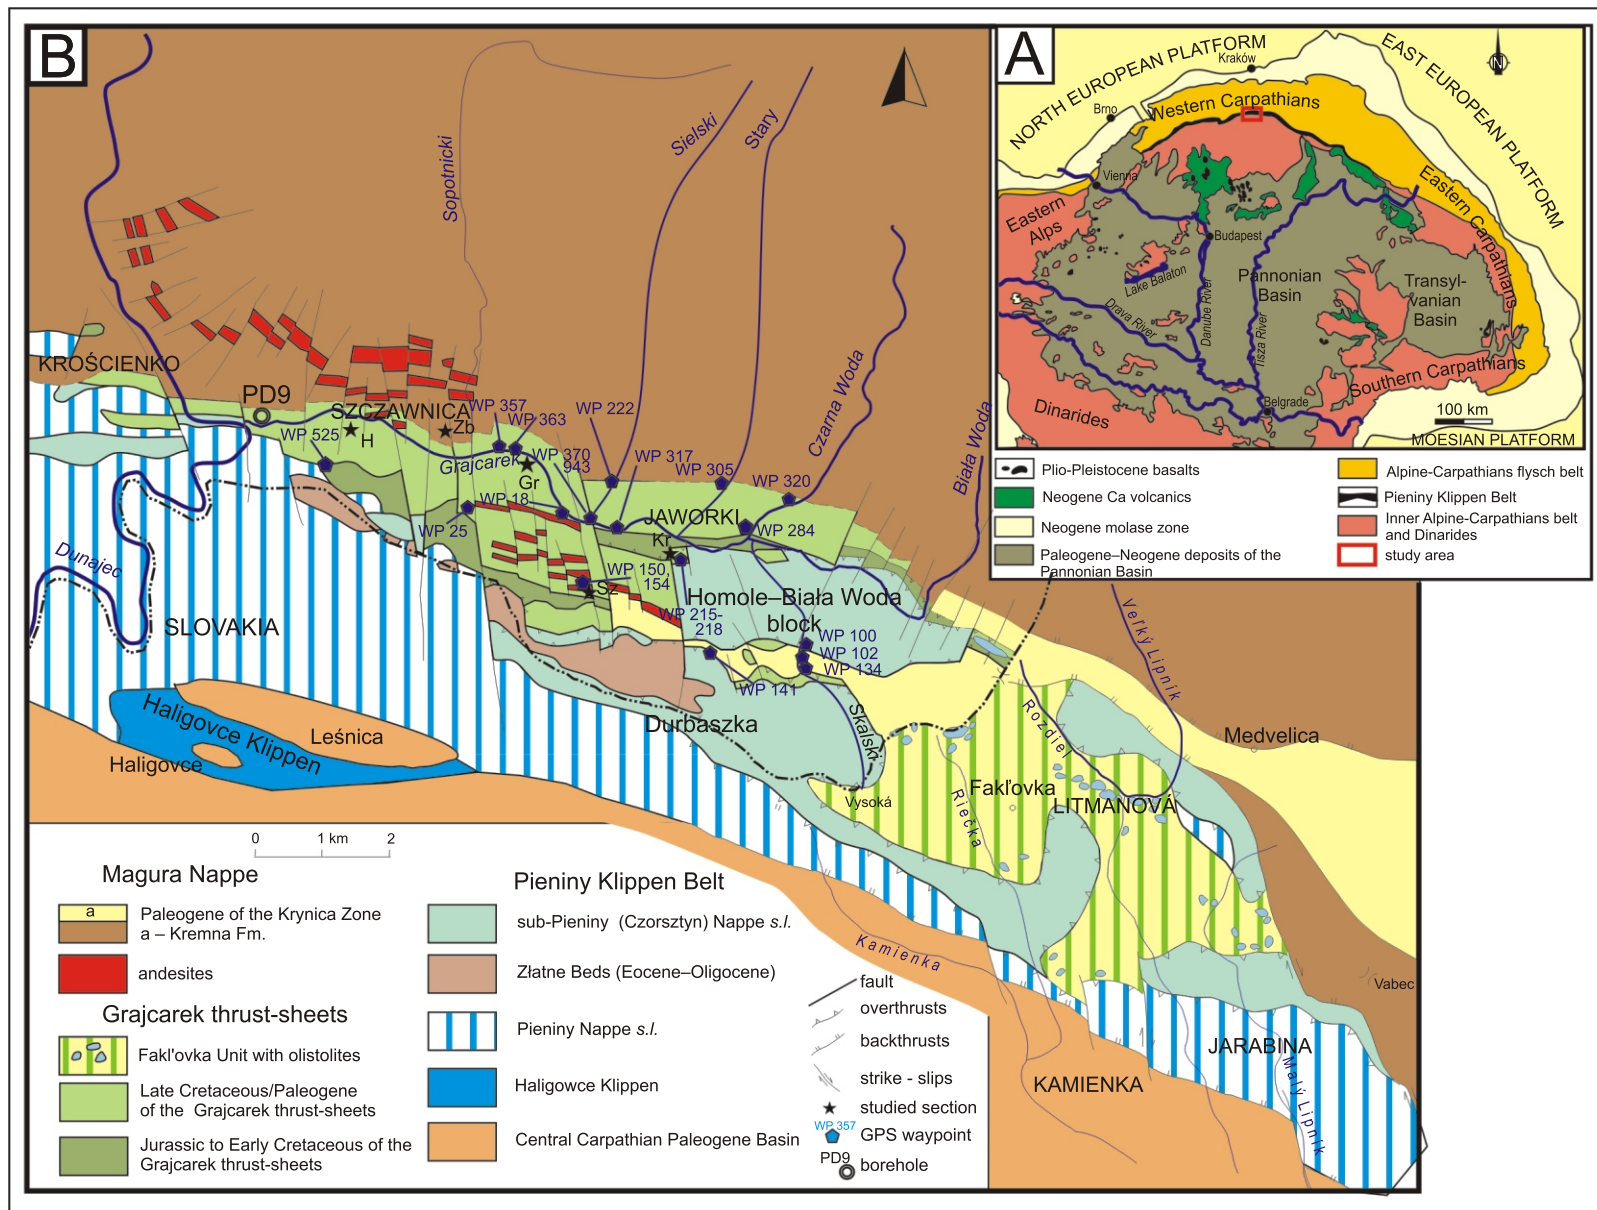 B
Sopotnicki
Sielski
Stary
Czarna Woda
Biała Woda
KROŚCIENKO
PD9
SZCZAWNICA
H
Zb
WP 525
WP 357
WP 363
WP 222
Grajcarek
WP 370
943
WP 317
WP 305
WP 320
Gr
WP 18
WP 25
JAWORKI
WP 284
Kr
WP 150,
154
Sz
WP 215-
218
Homole–Biała Woda
block
WP 100
WP 102
WP 134
WP 141
Dunajec
SLOVAKIA
Durbaszka
Skalski
Haligovce Klippen
Leśnica
Haligovce
Vysoká
Riečka
Rozdiel
Fakľovka
LITMANOVÁ
Veľký Lipnik
Medvelica
Vabec
Kamienka
KAMIENKA
JARABINA
Malý Lipnik
A
NORTH EUROPEAN PLATFORM
EAST EUROPEAN PLATFORM
N
Kraków
Brno
Western Carpathians
Vienna
Eastern Carpathians
Eastern
Alps
Budapest
Lake Balaton
Danube River
Drava River
Tisza River
Pannonian
Basin
Transyl-
vanian
Basin
Southern Carpathians
Belgrade
Dinarides
100 km
MOESIAN PLATFORM
Plio-Pleistocene basalts
Neogene Ca volcanics
Neogene molase zone
Paleogene–Neogene deposits of the
Pannonian Basin
Alpine-Carpathians flysch belt
Pieniny Klippen Belt
Inner Alpine-Carpathians belt
and Dinarides
study area
0 1 km 2
Magura Nappe
a
Paleogene of the Krynica Zone
a – Kremna Fm.
andesites
Grajcarek thrust-sheets
Fakl'ovka Unit with olistolites
Late Cretaceous/Paleogene
of the Grajcarek thrust-sheets
Jurassic to Early Cretaceous of the
Grajcarek thrust-sheets
Pieniny Klippen Belt
sub-Pieniny (Czorsztyn) Nappe s.l.
Złatne Beds (Eocene–Oligocene)
Pieniny Nappe s.l.
Haligowce Klippen
Central Carpathian Paleogene Basin
fault
overthrusts
backthrusts
strike - slips
studied section
WP 357
GPS waypoint
PD9
borehole